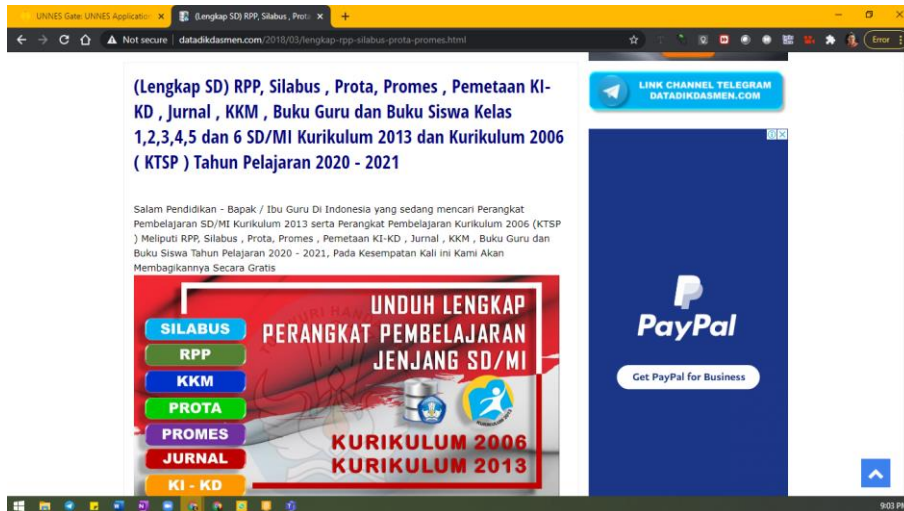 UNNES Gate: UNNES Application
(Lengkap SD) RPP, Silabus , Prota
Not secure | datadikdasmen.com/2018/03/lengkap-rpp-silabus-prota-promes.html
Error
(Lengkap SD) RPP, Silabus , Prota, Promes , Pemetaan KI-
KD , Jurnal , KKM , Buku Guru dan Buku Siswa Kelas
1,2,3,4,5 dan 6 SD/MI Kurikulum 2013 dan Kurikulum 2006
( KTSP ) Tahun Pelajaran 2020 - 2021
Salam Pendidikan - Bapak / Ibu Guru Di Indonesia yang sedang mencari Perangkat
Pembelajaran SD/MI Kurikulum 2013 serta Perangkat Pembelajaran Kurikulum 2006 (KTSP
) Meliputi RPP, Silabus , Prota, Promes , Pemetaan KI-KD , Jurnal , KKM , Buku Guru dan
Buku Siswa Tahun Pelajaran 2020 - 2021, Pada Kesempatan Kali ini Kami Akan
Membagikannya Secara Gratis
UNDUH LENGKAP
PERANGKAT PEMBELAJARAN
JENJANG SD/MI
SILABUS
RPP
KKM
PROTA
PROMES
JURNAL
KI - KD
KURIKULUM 2006
KURIKULUM 2013
LINK CHANNEL TELEGRAM
DATADIKDASMEN.COM
PayPal
Get PayPal for Business
9:03 PM